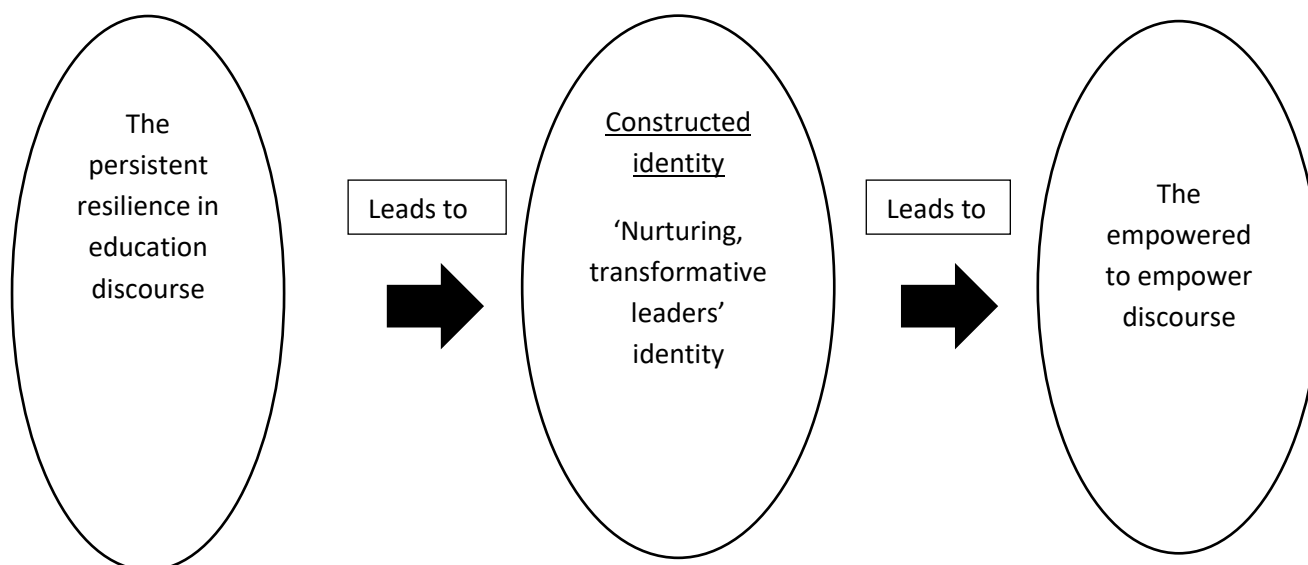 The
persistent
resilience in
education
discourse
Leads to
Constructed
identity
‘Nurturing,
transformative
leaders’
identity
Leads to
The
empowered
to empower
discourse